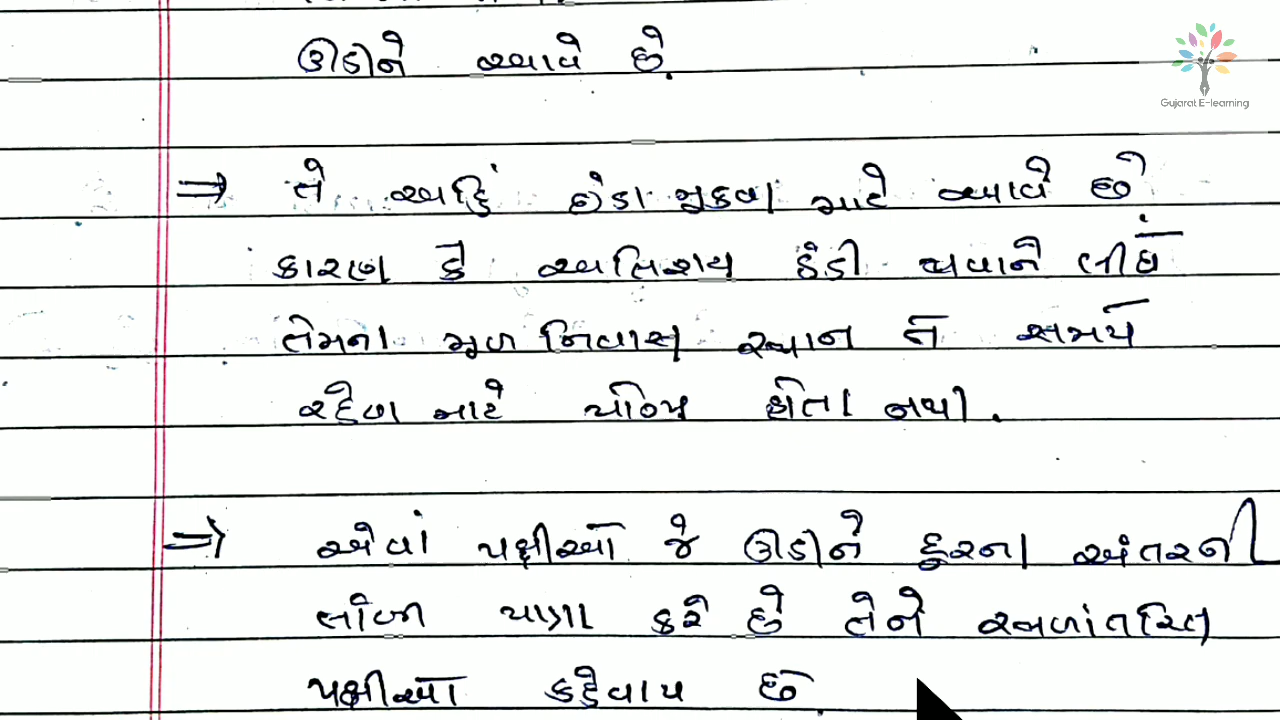 ઊડીને આવે છે.
Gujarat E-learning
⇒ તે અહિં ઇંડા મુકવા માટે આવે છે
કારણ કે અતિશય ઠંડી થવાને લીધે
તેમના મૂળ નિવાસ સ્થાન તે સમયે
રહેવા માટે યોગ્ય હોતા નથી.
⇒ એવાં પક્ષીઓ જે ઊડીને દુરના અંતરની
લાંબી યાત્રા કરે છે તેને સ્થળાંતરિત
પક્ષીઓ કહેવાય છે.